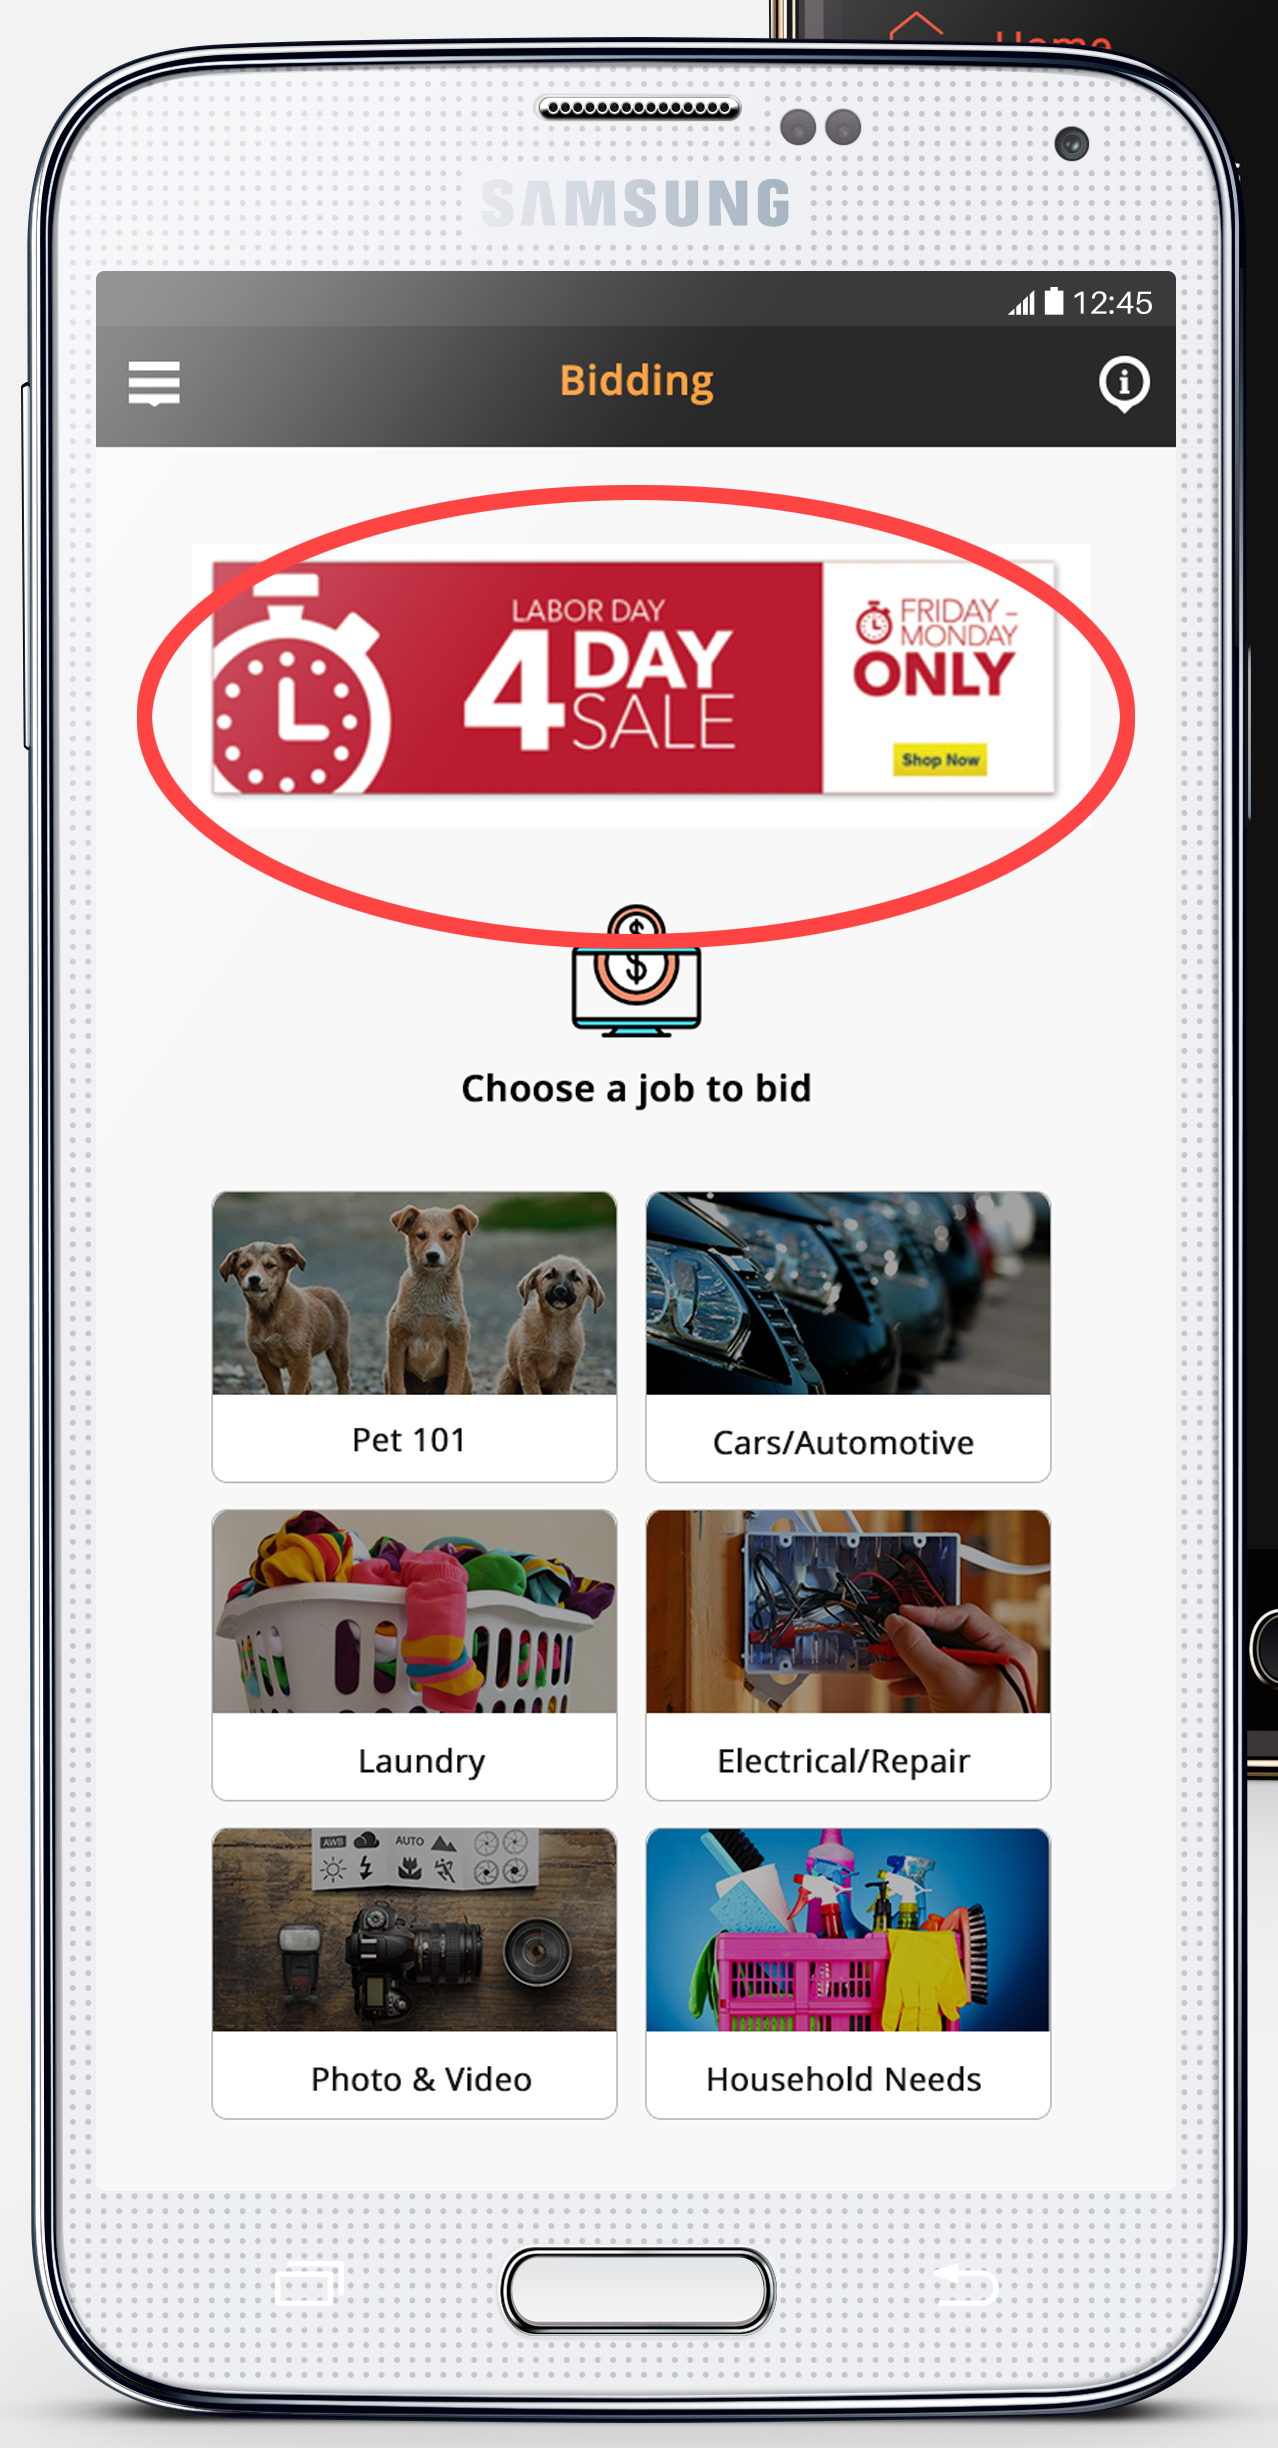 Home
SAMSUNG
12:45
Bidding
LABOR DAY
4 DAY
SALE
FRIDAY –
MONDAY
ONLY
Shop Now
$
$
Choose a job to bid
Pet 101
Cars/Automotive
Laundry
Electrical/Repair
AWB AUTO
Photo & Video
Household Needs